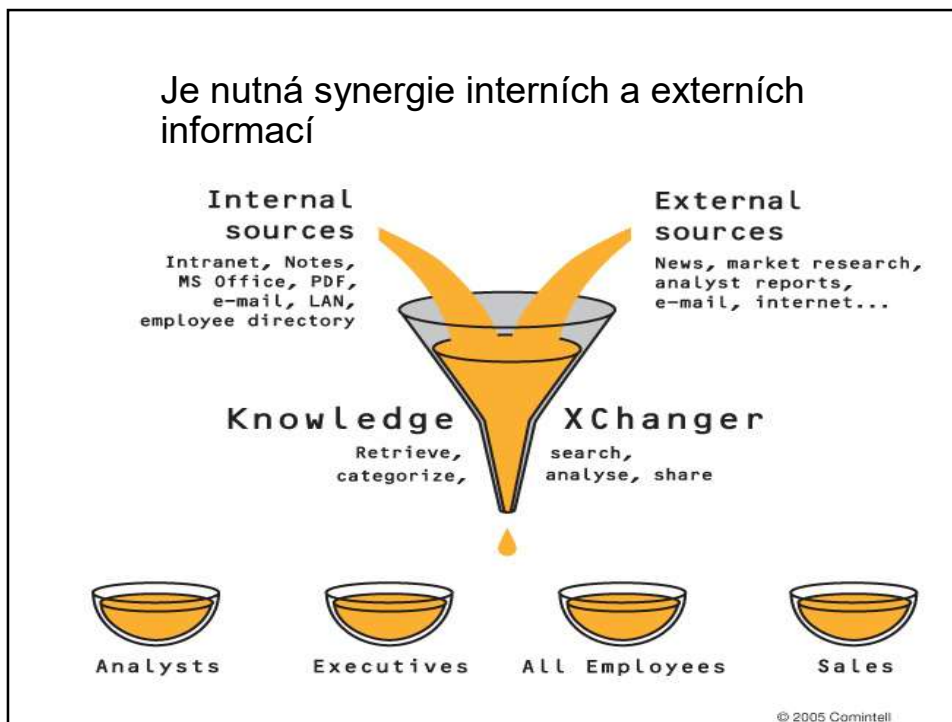 Je nutná synergie interních a externích
informací
Internal
sources
Intranet, Notes,
MS Office, PDF,
e-mail, LAN,
employee directory
External
sources
News, market research,
analyst reports,
e-mail, internet...
Knowledge XChanger
Retrieve, search,
categorize, analyse, share
Analysts
Executives
All Employees
Sales
© 2005 Comintell